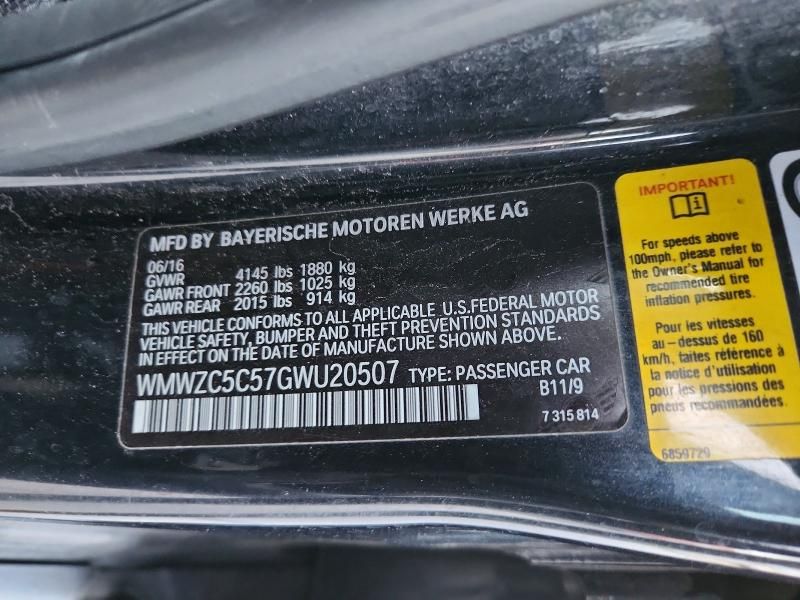 MFD BY BAYERISCHE MOTOREN WERKE AG
06/16
GVWR 4145 lbs 1880 kg
GAWR FRONT 2260 lbs 1025 kg
GAWR REAR 2015 lbs 914 kg
THIS VEHICLE CONFORMS TO ALL APPLICABLE U.S.FEDERAL MOTOR
VEHICLE SAFETY, BUMPER AND THEFT PREVENTION STANDARDS
IN EFFECT ON THE DATE OF MANUFACTURE SHOWN ABOVE.
WMWZC5C57GWU20507 TYPE: PASSENGER CAR
B11/9
7 315 814
IMPORTANT!
For speeds above
100mph, please refer to
the Owner's Manual for
recommended tire
inflation pressures.
Pour les vitesses
au-dessus de 160
km/h, faites référence à
la notice d'utilisation
pour les pressions des
pneus recommandées.
6859729